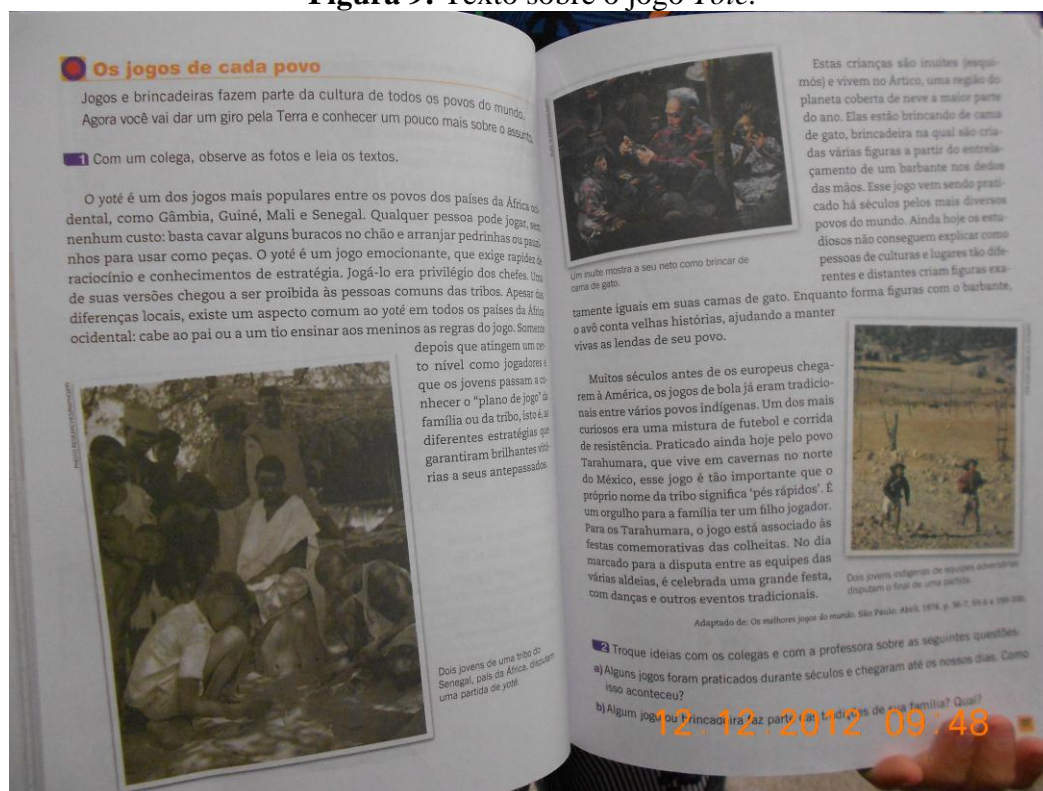 Figura 9: Texto sobre o jogo Yoté.
Os jogos de cada povo
Jogos e brincadeiras fazem parte da cultura de todos os povos do mundo.
Agora você vai dar um giro pela Terra e conhecer um pouco mais sobre o assunto.
1 Com um colega, observe as fotos e leia os textos.
O yoté é um dos jogos mais populares entre os povos dos países da África oci-
dental, como Gâmbia, Guiné, Mali e Senegal. Qualquer pessoa pode jogar, sem
nenhum custo: basta cavar alguns buracos no chão e arranjar pedrinhas ou pauzi-
nhos para usar como peças. O yoté é um jogo emocionante, que exige rapidez de
raciocínio e conhecimentos de estratégia. Jogá-lo era privilégio dos chefes. Uma
de suas versões chegou a ser proibida às pessoas comuns das tribos. Apesar das
diferenças locais, existe um aspecto comum ao yoté em todos os países da África
ocidental: cabe ao pai ou a um tio ensinar aos meninos as regras do jogo. Somente
depois que atingem um cer-
to nível como jogadores é
que os jovens passam a co-
nhecer o “plano de jogo” da
família ou da tribo, isto é, as
diferentes estratégias que
garantiram brilhantes vitó-
rias a seus antepassados.
Dois jovens de uma tribo do
Senegal, país da África, disputam
uma partida de yoté.
Um inuíte mostra a seu neto como brincar de
cama de gato.
Estas crianças são inuítes (esqui-
mós) e vivem no Ártico, uma região do
planeta coberta de neve a maior parte
do ano. Elas estão brincando de cama
de gato, brincadeira na qual são cria-
das várias figuras a partir do entrela-
çamento de um barbante nos dedos
das mãos. Esse jogo vem sendo prati-
cado há séculos pelos mais diversos
povos do mundo. Ainda hoje os estu-
diosos não conseguem explicar como
pessoas de culturas e lugares tão dife-
rentes e distantes criam figuras exa-
tamente iguais em suas camas de gato. Enquanto forma figuras com o barbante,
o avô conta velhas histórias, ajudando a manter
vivas as lendas de seu povo.
Muitos séculos antes de os europeus chega-
rem à América, os jogos de bola já eram tradicio-
nais entre vários povos indígenas. Um dos mais
curiosos era uma mistura de futebol e corrida
de resistência. Praticado ainda hoje pelo povo
Tarahumara, que vive em cavernas no norte
do México, esse jogo é tão importante que o
próprio nome da tribo significa ‘pés rápidos’. É
um orgulho para a família ter um filho jogador.
Para os Tarahumara, o jogo está associado às
festas comemorativas das colheitas. No dia
marcado para a disputa entre as equipes das
várias aldeias, é celebrada uma grande festa,
com danças e outros eventos tradicionais.
Dois jovens indígenas de equipes adversárias
disputam o final de uma partida.
Adaptado de: Os melhores jogos do mundo. São Paulo: Abril, 1978. p.
2 Troque ideias com os colegas e com a professora sobre as seguintes questões:
a) Alguns jogos foram praticados durante séculos e chegaram até os nossos dias. Como
isso aconteceu?
b) Algum jogo ou brincadeira faz parte das tradições de sua família? Qual?
12·12·2012 09:48